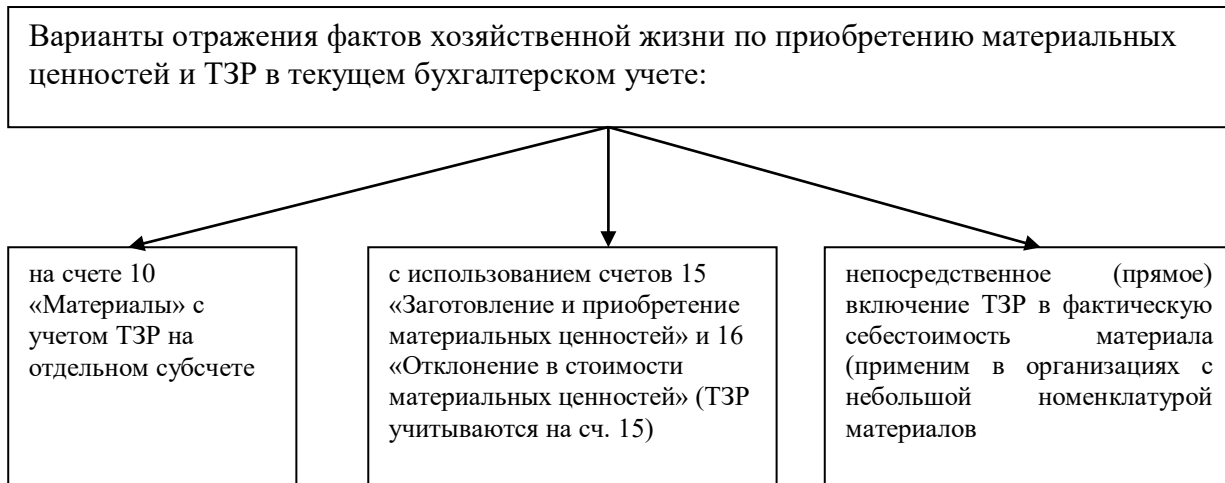 Варианты отражения фактов хозяйственной жизни по приобретению материальных
ценностей и ТЗР в текущем бухгалтерском учете:
на счете 10
«Материалы» с
учетом ТЗР на
отдельном субсчете
с использованием счетов 15
«Заготовление и приобретение
материальных ценностей» и 16
«Отклонение в стоимости
материальных ценностей» (ТЗР
учитываются на сч. 15)
непосредственное (прямое)
включение ТЗР в фактическую
себестоимость материала
(применим в организациях с
небольшой номенклатурой
материалов